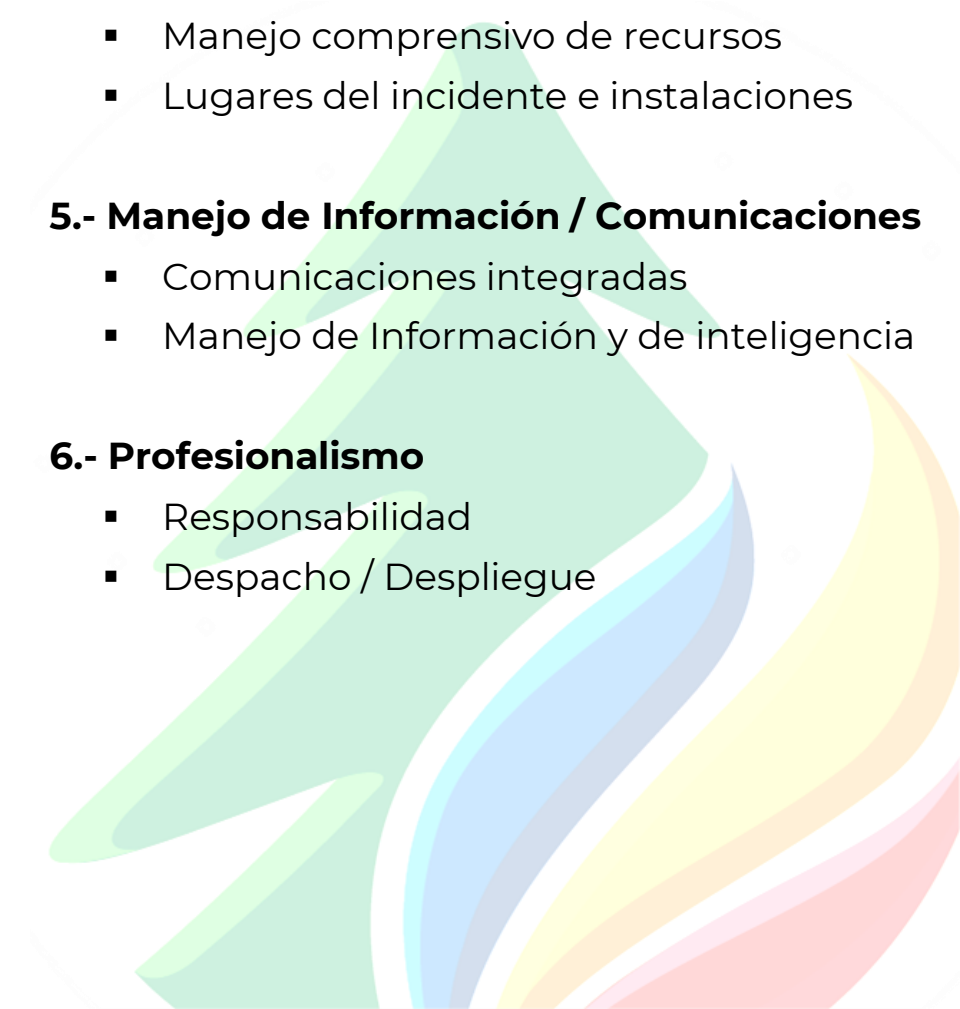 ▪ Manejo comprensivo de recursos
▪ Lugares del incidente e instalaciones
5.- Manejo de Información / Comunicaciones
▪ Comunicaciones integradas
▪ Manejo de Información y de inteligencia
6.- Profesionalismo
▪ Responsabilidad
▪ Despacho / Despliegue